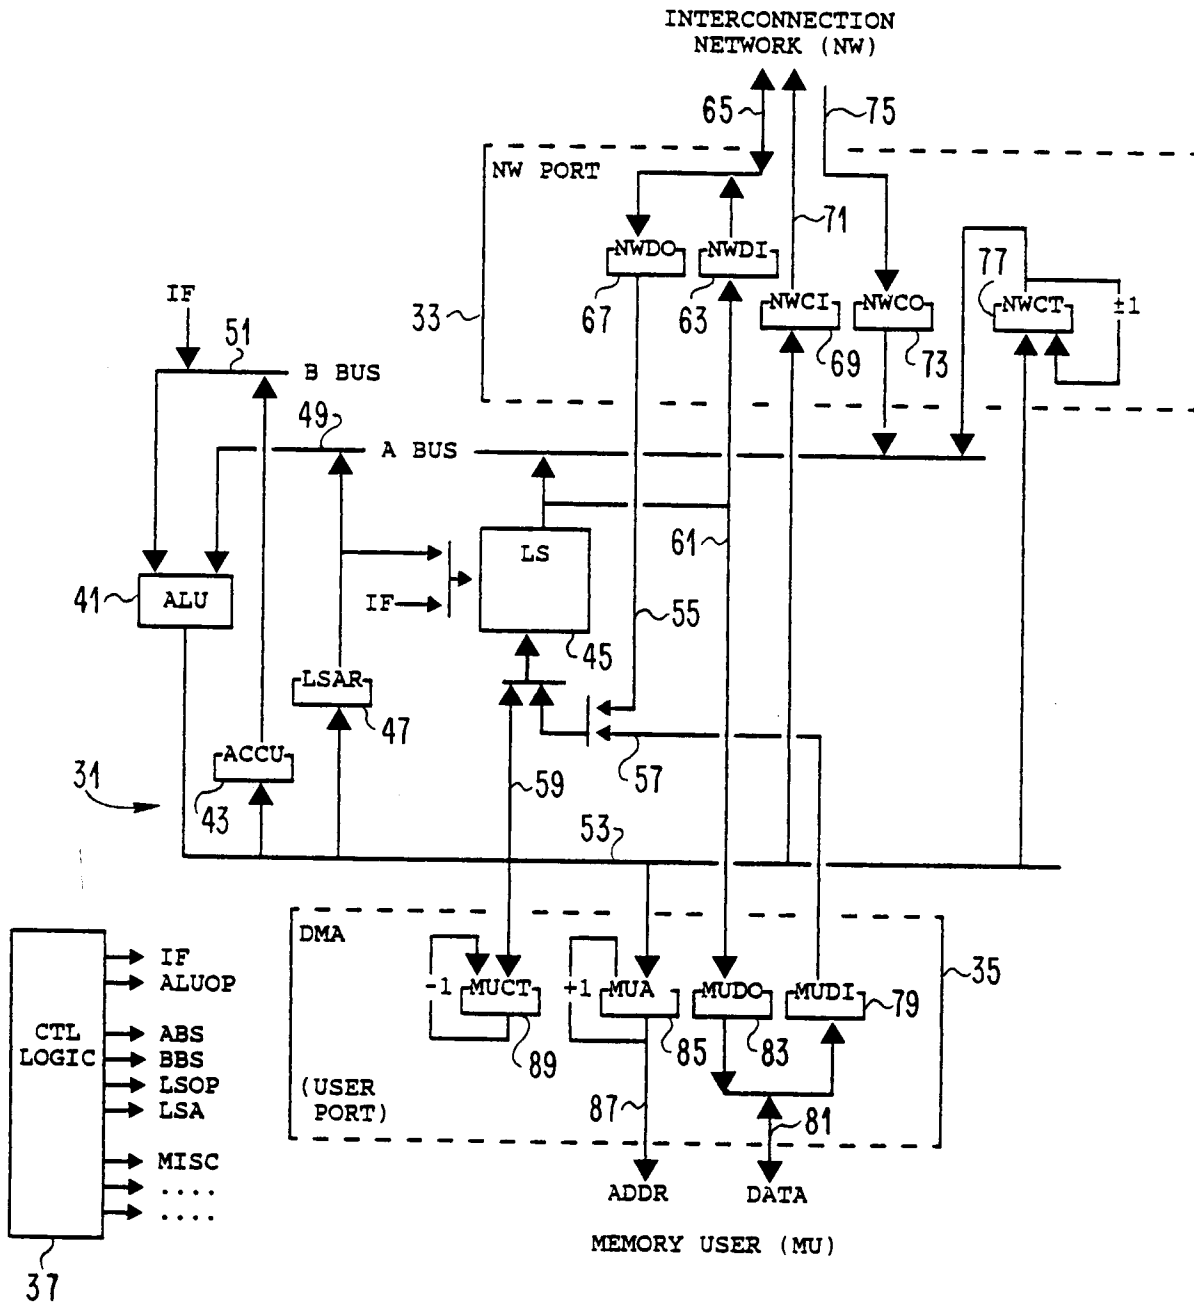 INTERCONNECTION
NETWORK (NW)
65
75
NW PORT
71
NWDO
NWDI
77
67
63
NWCI
NWCO
NWCT
±1
33
69
73
IF
51
B BUS
49
A BUS
LS
61
41
ALU
IF
55
45
LSAR
47
57
ACCU
59
31
43
53
DMA
35
-1
MUCT
+1
MUA
MUDO
MUDI
79
89
85
83
(USER
PORT)
87
81
ADDR
DATA
MEMORY USER (MU)
CTL
LOGIC
IF
ALUOP
ABS
BBS
LSOP
LSA
MISC
....
....
37